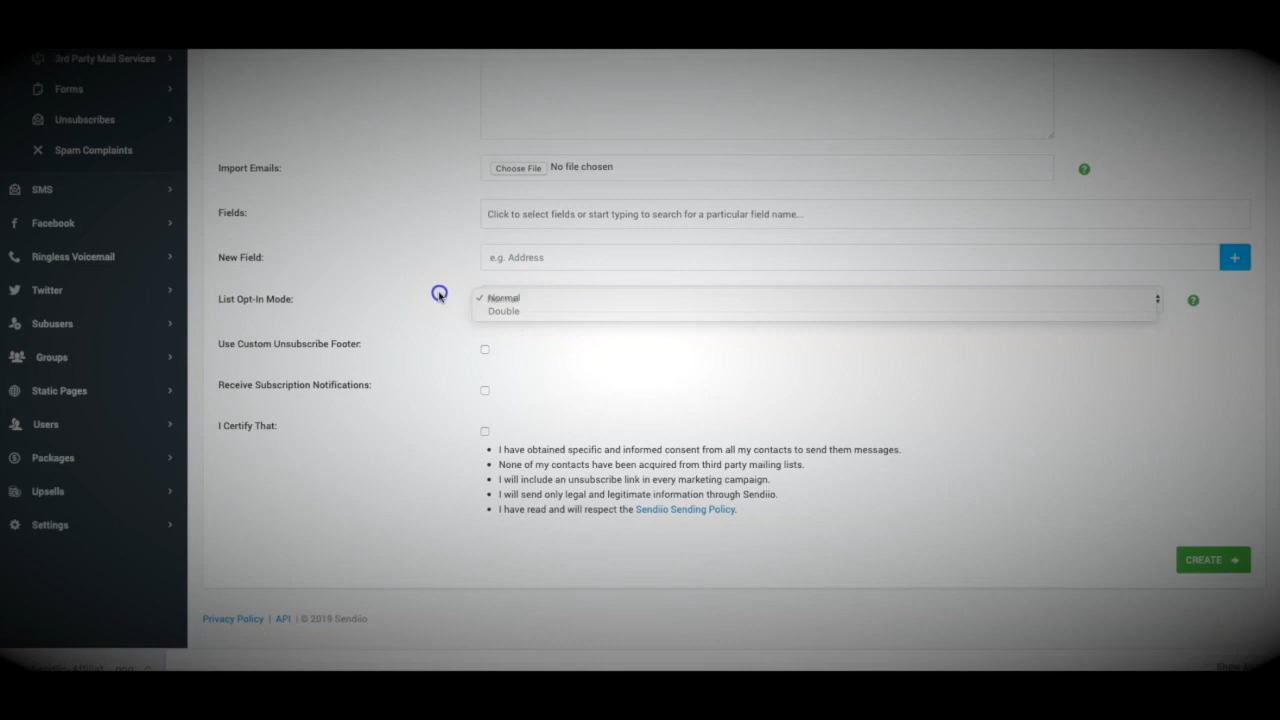 3rd Party Mail Services
Forms
Unsubscribes
Spam Complaints
SMS
Facebook
Ringless Voicemail
Twitter
Subusers
Groups
Static Pages
Users
Packages
Upsells
Settings
Import Emails:
Choose File No file chosen
Fields:
Click to select fields or start typing to search for a particular field name...
New Field:
e.g. Address
List Opt-In Mode:
Normal
Double
Use Custom Unsubscribe Footer:
Receive Subscription Notifications:
I Certify That:
I have obtained specific and informed consent from all my contacts to send them messages.
None of my contacts have been acquired from third party mailing lists.
I will include an unsubscribe link in every marketing campaign.
I will send only legal and legitimate information through Sendiio.
I have read and will respect the Sendiio Sending Policy.
CREATE
Privacy Policy | API | © 2019 Sendiio